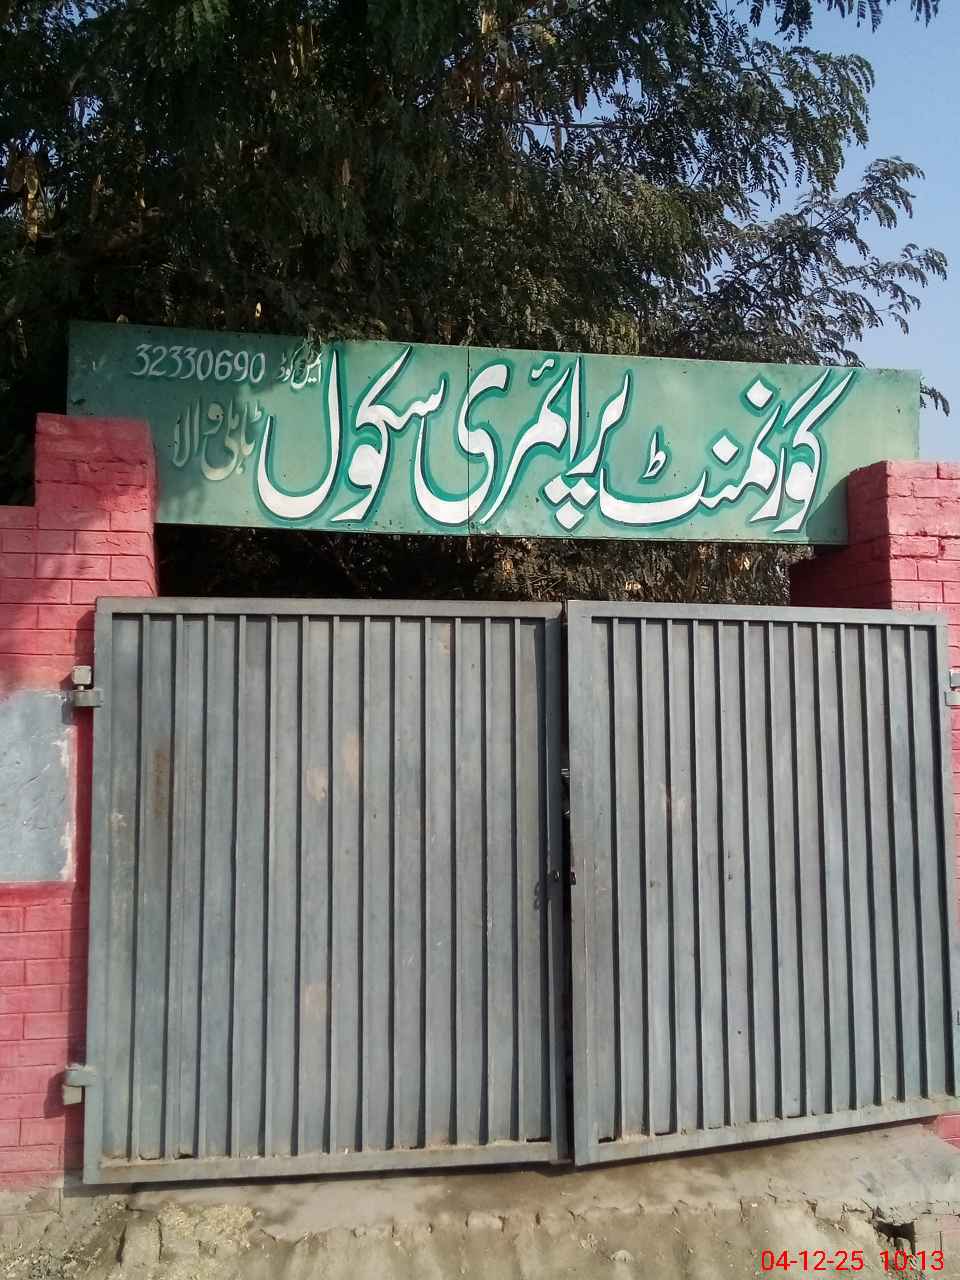 گورنمنٹ پرائمری سکول ٹاہلی والا
ایمس کوڈ 32330690
04-12-25 10:13